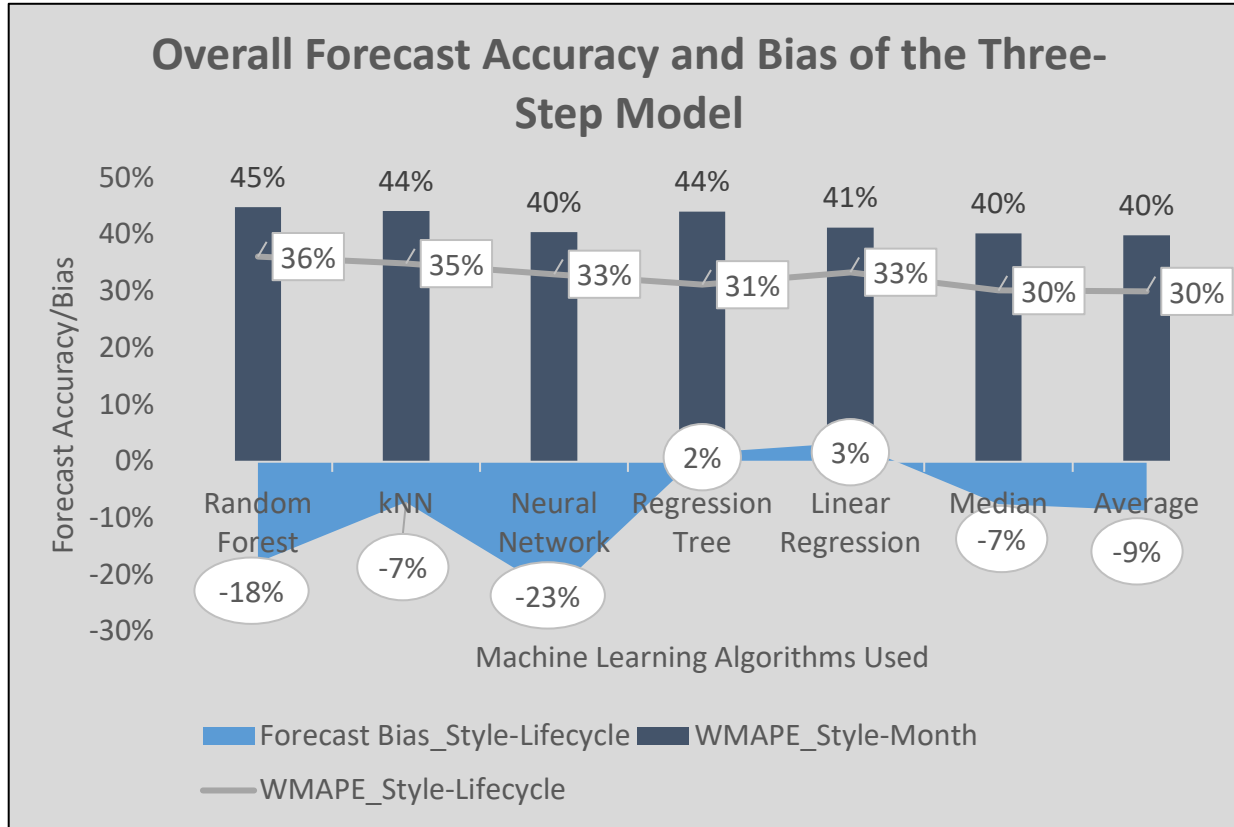 Overall Forecast Accuracy and Bias of the Three-
Step Model
Forecast Accuracy/Bias
50%
40%
30%
20%
10%
0%
-10%
-20%
-30%
45%
44%
40%
44%
41%
40%
40%
36%
35%
33%
31%
33%
30%
30%
2%
3%
Random
Forest
kNN
Neural
Network
Regression
Tree
Linear
Regression
Median
Average
-18%
-7%
-23%
-7%
-9%
Machine Learning Algorithms Used
Forecast Bias_Style-Lifecycle
WMAPE_Style-Month
WMAPE_Style-Lifecycle